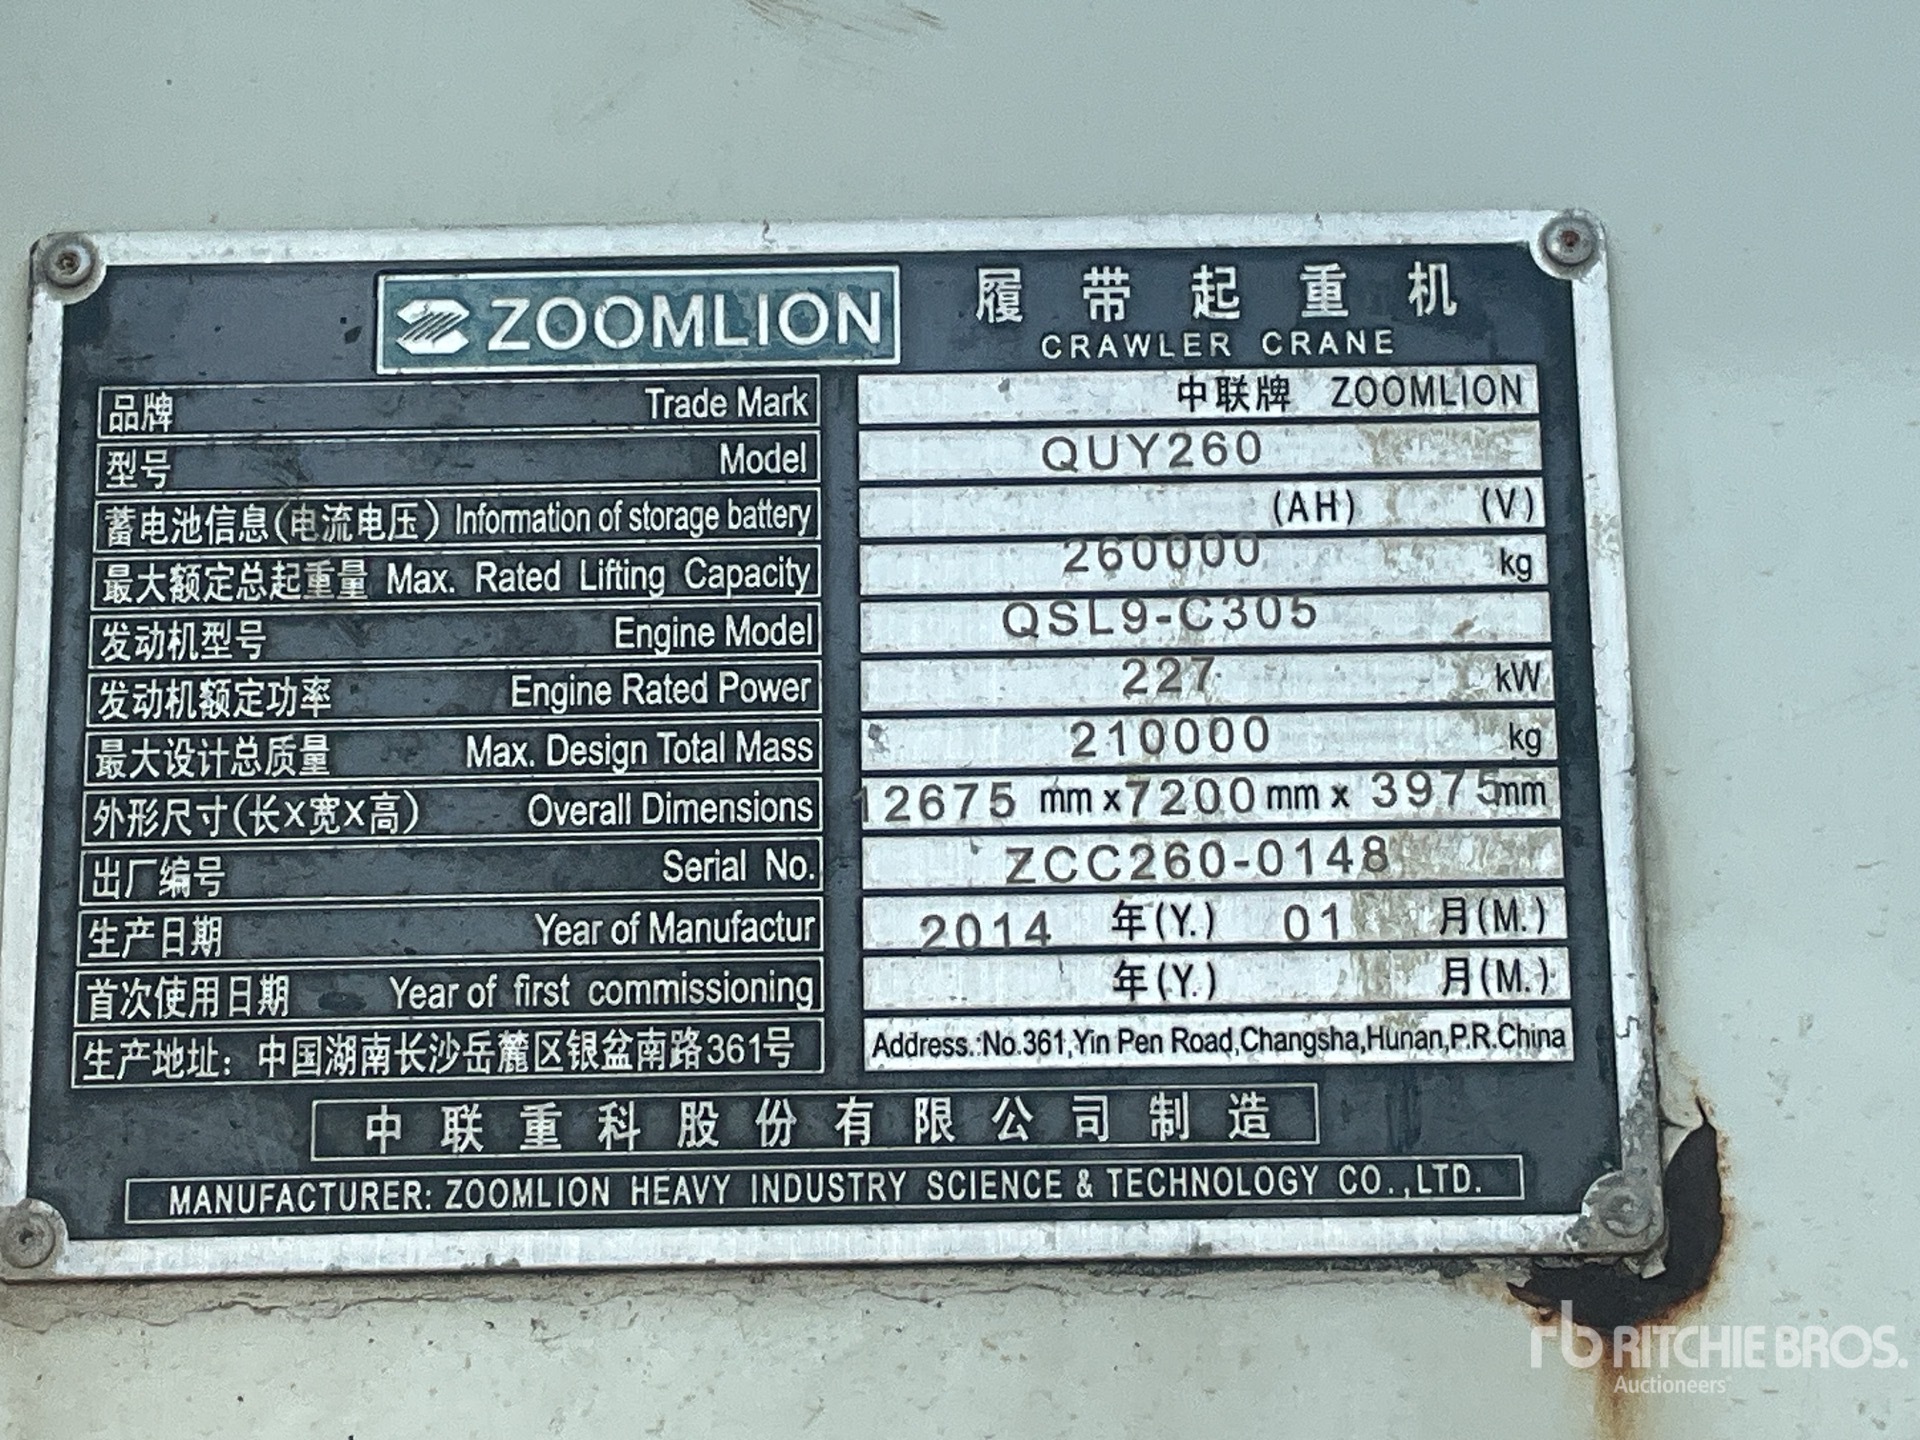 ZOOMLION 履带起重机
CRAWLER CRANE
品牌 Trade Mark 中联牌 ZOOMLION
型号 Model QUY260
蓄电池信息(电流电压) Information of storage battery (AH) (V)
最大额定总起重量 Max. Rated Lifting Capacity 260000 kg
发动机型号 Engine Model QSL9-C305
发动机额定功率 Engine Rated Power 227 kW
最大设计总质量 Max. Design Total Mass 210000 kg
外形尺寸(长X宽X高) Overall Dimensions 12675 mm x 7200 mm x 3975 mm
出厂编号 Serial No. ZCC260-0148
生产日期 Year of Manufactur 2014 年(Y.) 01 月(M.)
首次使用日期 Year of first commissioning 年(Y.) 月(M.)
生产地址: 中国湖南长沙岳麓区银盆南路361号 Address.:No.361,Yin Pen Road,Changsha,Hunan,P.R.China
中联重科股份有限公司制造
MANUFACTURER: ZOOMLION HEAVY INDUSTRY SCIENCE & TECHNOLOGY CO.,LTD.
rb RITCHIE BROS.
Auctioneers